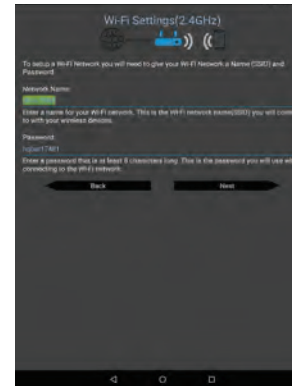 Wi-Fi Settings(2.4GHz)
To setup a Wi-Fi Network you will need to give your Wi-Fi Network a Name (SSID) and
Password
Network Name:
Enter a name for your Wi-Fi network. This is the Wi-Fi network name(SSID) you will conn
to with your wireless devices.
Password:
Enter a password that is at least 8 characters long. This is the password you will use wh
connecting to the Wi-Fi network.
Back
Next